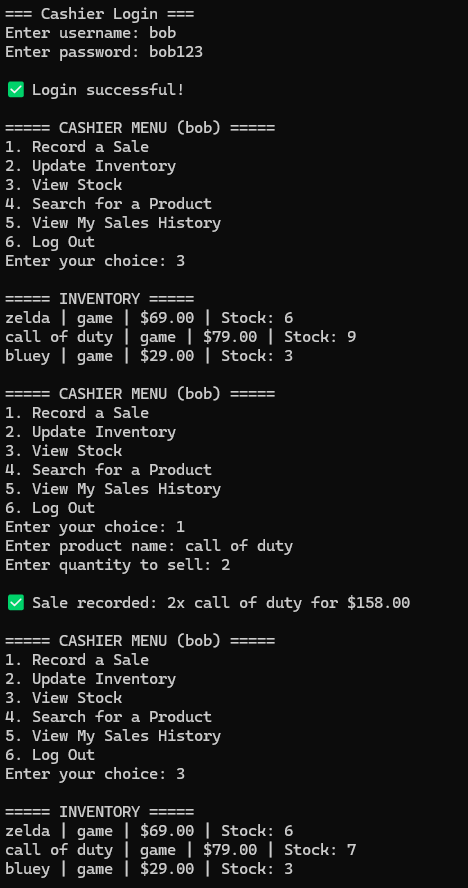 === Cashier Login ===
Enter username: bob
Enter password: bob123
✅ Login successful!
===== CASHIER MENU (bob) =====
1. Record a Sale
2. Update Inventory
3. View Stock
4. Search for a Product
5. View My Sales History
6. Log Out
Enter your choice: 3
===== INVENTORY =====
zelda | game | $69.00 | Stock: 6
call of duty | game | $79.00 | Stock: 9
bluey | game | $29.00 | Stock: 3
===== CASHIER MENU (bob) =====
1. Record a Sale
2. Update Inventory
3. View Stock
4. Search for a Product
5. View My Sales History
6. Log Out
Enter your choice: 1
Enter product name: call of duty
Enter quantity to sell: 2
✅ Sale recorded: 2x call of duty for $158.00
===== CASHIER MENU (bob) =====
1. Record a Sale
2. Update Inventory
3. View Stock
4. Search for a Product
5. View My Sales History
6. Log Out
Enter your choice: 3
===== INVENTORY =====
zelda | game | $69.00 | Stock: 6
call of duty | game | $79.00 | Stock: 7
bluey | game | $29.00 | Stock: 3